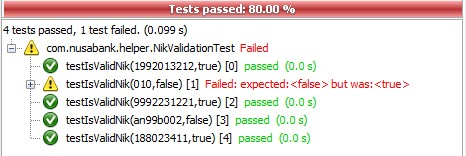 Tests passed: 80.00 %
4 tests passed, 1 test failed. (0.099 s)
com.nusabank.helper.NikValidationTest Failed
testIsValidNik(1992013212,true) [0] passed (0.0 s)
testIsValidNik(010,false) [1] Failed: expected:<false> but was:<true>
testIsValidNik(9992231221,true) [2] passed (0.0 s)
testIsValidNik(an99b002,false) [3] passed (0.0 s)
testIsValidNik(188023411,true) [4] passed (0.0 s)